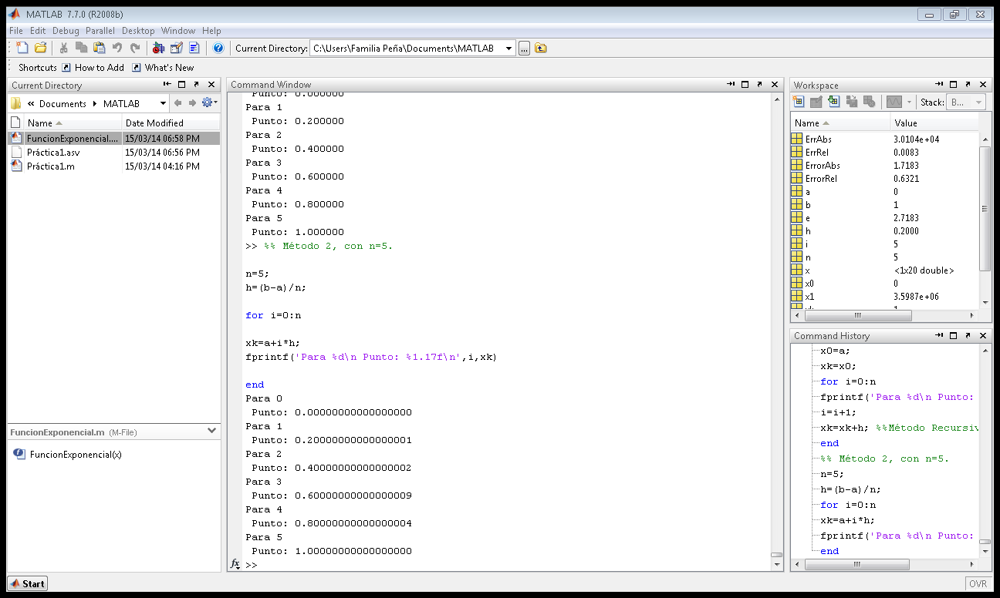 MATLAB 7.7.0 (R2008b)
File Edit Debug Parallel Desktop Window Help
Current Directory: C:\Users\Familia Peña\Documents\MATLAB ...
Shortcuts How to Add What's New
Current Directory
« Documents MATLAB
Name Date Modified
FuncionExponencial.... 15/03/14 06:58 PM
Práctica1.asv 15/03/14 06:56 PM
Práctica1.m 15/03/14 04:16 PM
FuncionExponencial.m (M-File)
FuncionExponencial(x)
Command Window
Punto: 0.000000
Para 1
Punto: 0.200000
Para 2
Punto: 0.400000
Para 3
Punto: 0.600000
Para 4
Punto: 0.800000
Para 5
Punto: 1.000000
>> %% Método 2, con n=5.
n=5;
h=(b-a)/n;
for i=0:n
xk=a+i*h;
fprintf('Para %d\n Punto: %1.17f\n',i,xk)
end
Para 0
Punto: 0.00000000000000000
Para 1
Punto: 0.20000000000000001
Para 2
Punto: 0.40000000000000002
Para 3
Punto: 0.60000000000000009
Para 4
Punto: 0.80000000000000004
Para 5
Punto: 1.00000000000000000
fx >>
Workspace
Stack: B...
Name Value
ErrAbs 3.0104e+04
ErrRel 0.0083
ErrorAbs 1.7183
ErrorRel 0.6321
a 0
b 1
e 2.7183
h 0.2000
i 5
n 5
x <1x20 double>
x0 0
x1 3.5987e+06
Command History
x0=a;
xk=x0;
for i=0:n
fprintf('Para %d\n Punto:
i=i+1;
xk=xk+h; %%Método Recursiv
end
%% Método 2, con n=5.
n=5;
h=(b-a)/n;
for i=0:n
xk=a+i*h;
fprintf('Para %d\n Punto:
end
Start
OVR